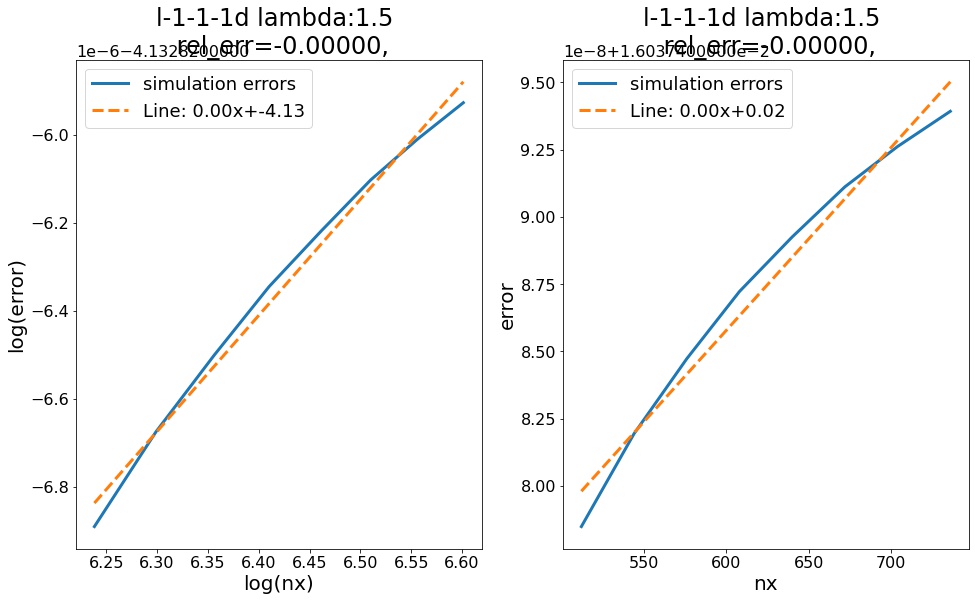 l-1-1-1d lambda:1.5
rel_err=-0.00000,
1e−6−4.1328200000
simulation errors
Line: 0.00x+-4.13
−6.0
−6.2
−6.4
−6.6
−6.8
log(error)
6.25
6.30
6.35
6.40
6.45
6.50
6.55
6.60
log(nx)
l-1-1-1d lambda:1.5
rel_err=-0.00000,
1e−8+1.6037400000e−2
simulation errors
Line: 0.00x+0.02
9.50
9.25
9.00
8.75
8.50
8.25
8.00
error
550
600
650
700
nx